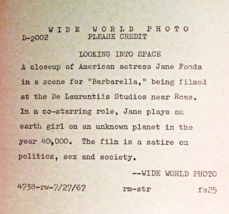 WIDE WORLD PHOTO
D-2002 PLEASE CREDIT
LOOKING INTO SPACE
A closeup of American actress Jane Fonda
in a scene for "Barbarella," being filmed
at the De Laurentiis Studios near Rome.
In a co-starring role, Jane plays an
earth girl on an unknown planet in the
year 40,000. The film is a satire on
politics, sex and society.
--WIDE WORLD PHOTO
4738-rw-7/27/67 rm-str fs25